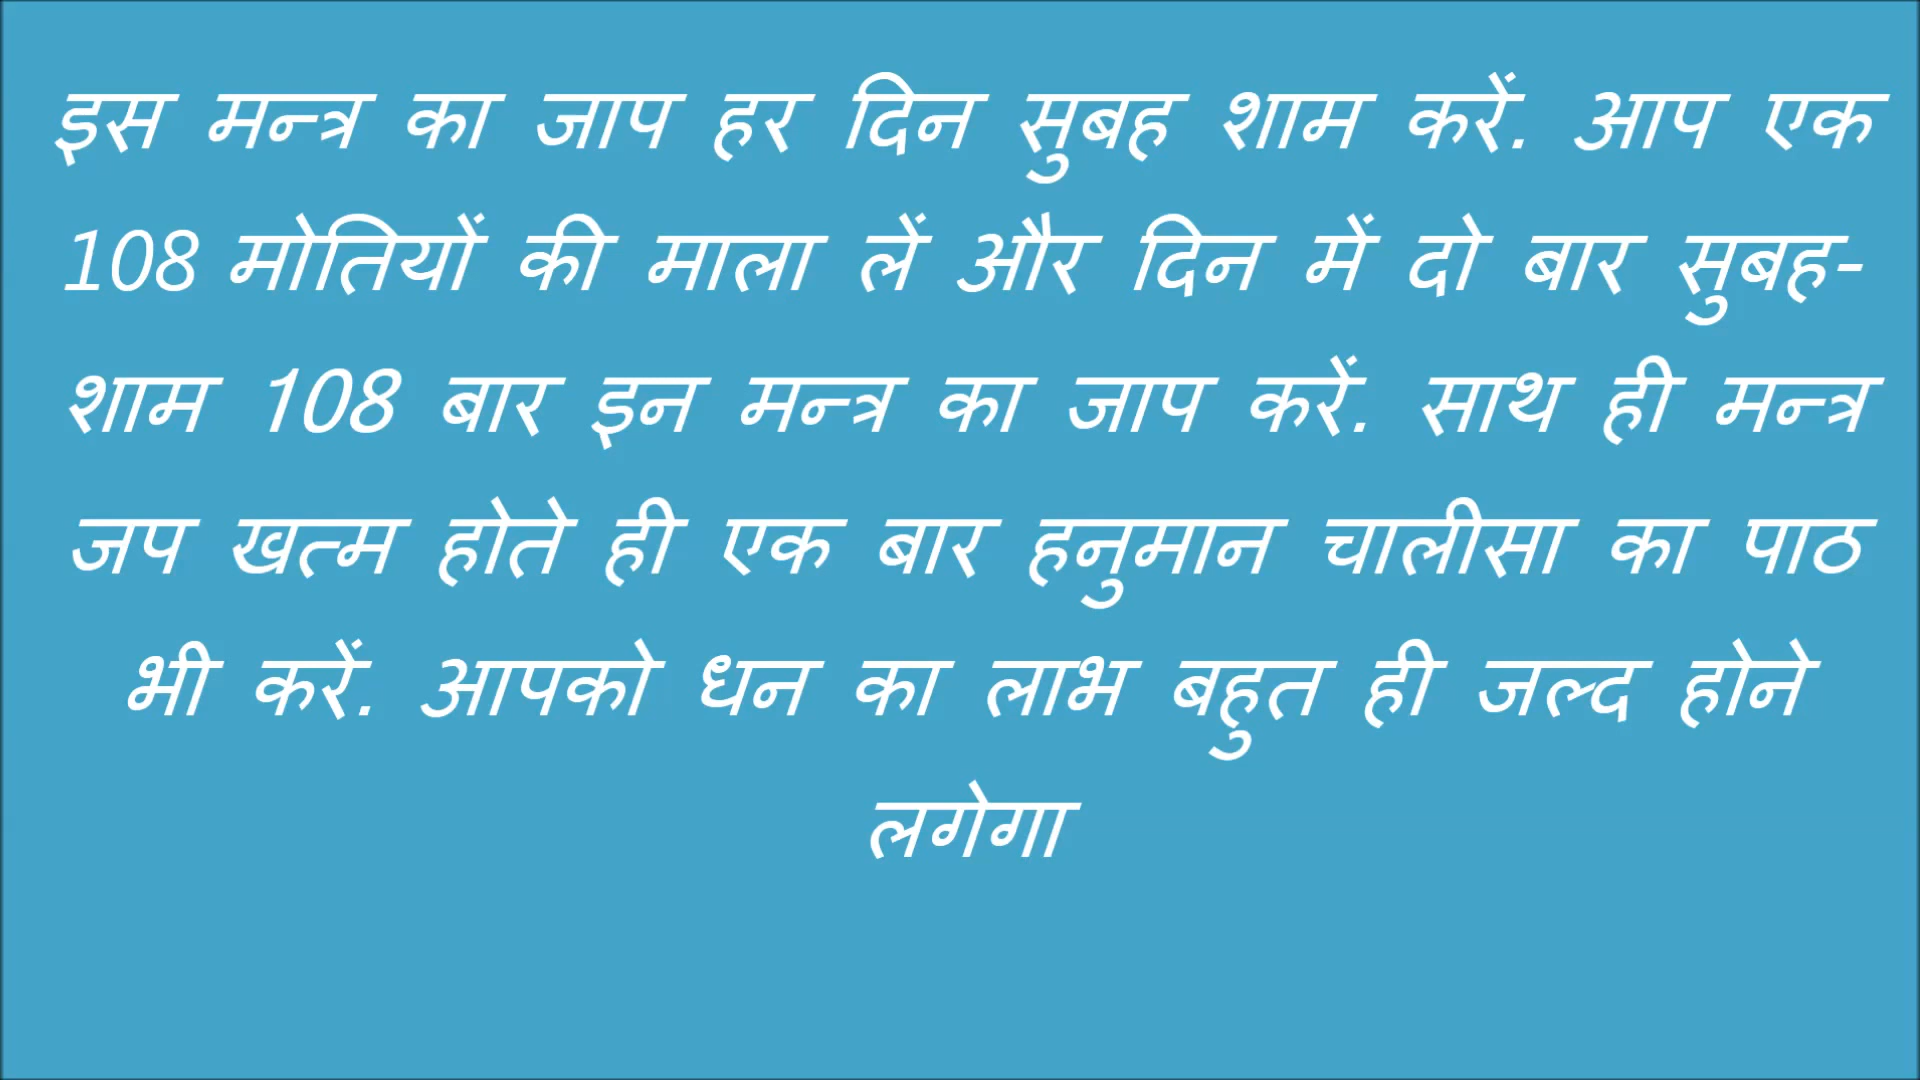 इस मन्त्र का जाप हर दिन सुबह शाम करें. आप एक
108 मोतियों की माला लें और दिन में दो बार सुबह-
शाम 108 बार इन मन्त्र का जाप करें. साथ ही मन्त्र
जप खत्म होते ही एक बार हनुमान चालीसा का पाठ
भी करें. आपको धन का लाभ बहुत ही जल्द होने
लगेगा